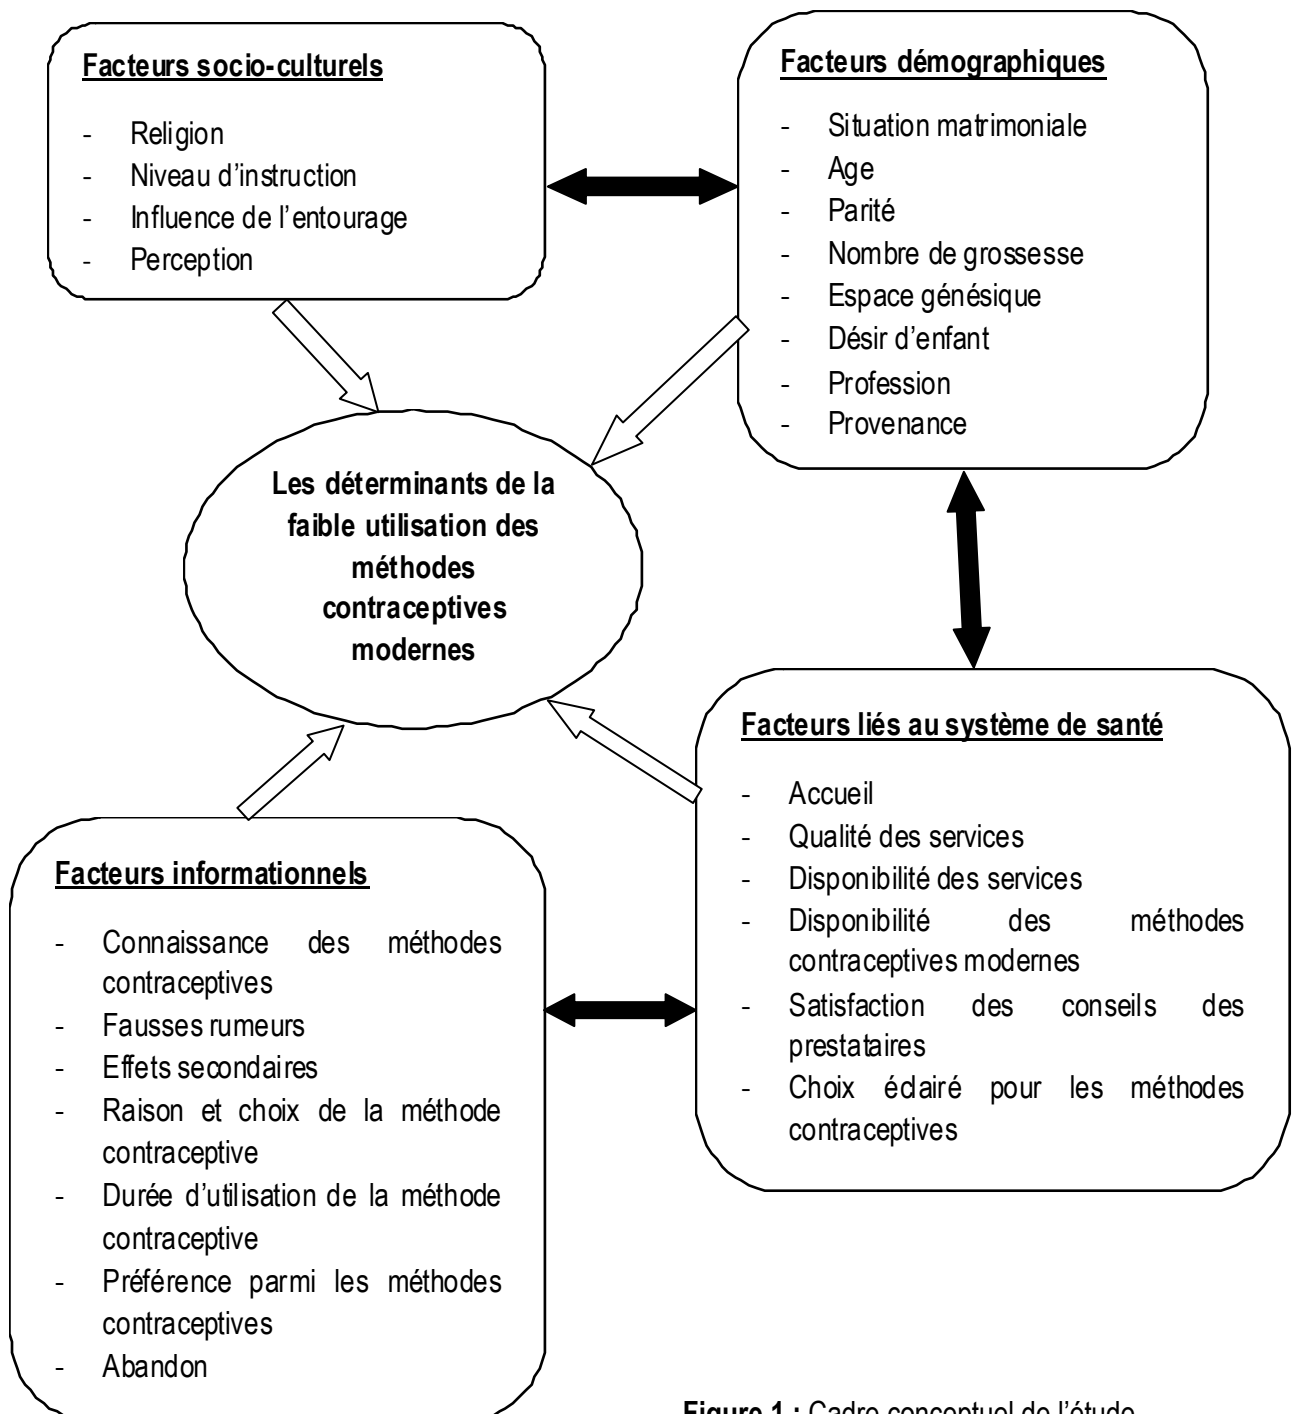 Facteurs socio-culturels
- Religion
- Niveau d'instruction
- Influence de l'entourage
- Perception
Facteurs démographiques
- Situation matrimoniale
- Age
- Parité
- Nombre de grossesse
- Espace génésique
- Désir d'enfant
- Profession
- Provenance
Les déterminants de la
faible utilisation des
méthodes
contraceptives
modernes
Facteurs liés au système de santé
- Accueil
- Qualité des services
- Disponibilité des services
- Disponibilité des méthodes
contraceptives modernes
- Satisfaction des conseils des
prestataires
- Choix éclairé pour les méthodes
contraceptives
Facteurs informationnels
- Connaissance des méthodes
contraceptives
- Fausses rumeurs
- Effets secondaires
- Raison et choix de la méthode
contraceptive
- Durée d'utilisation de la méthode
contraceptive
- Préférence parmi les méthodes
contraceptives
- Abandon
Figure 1 : Cadre conceptuel de l'étude